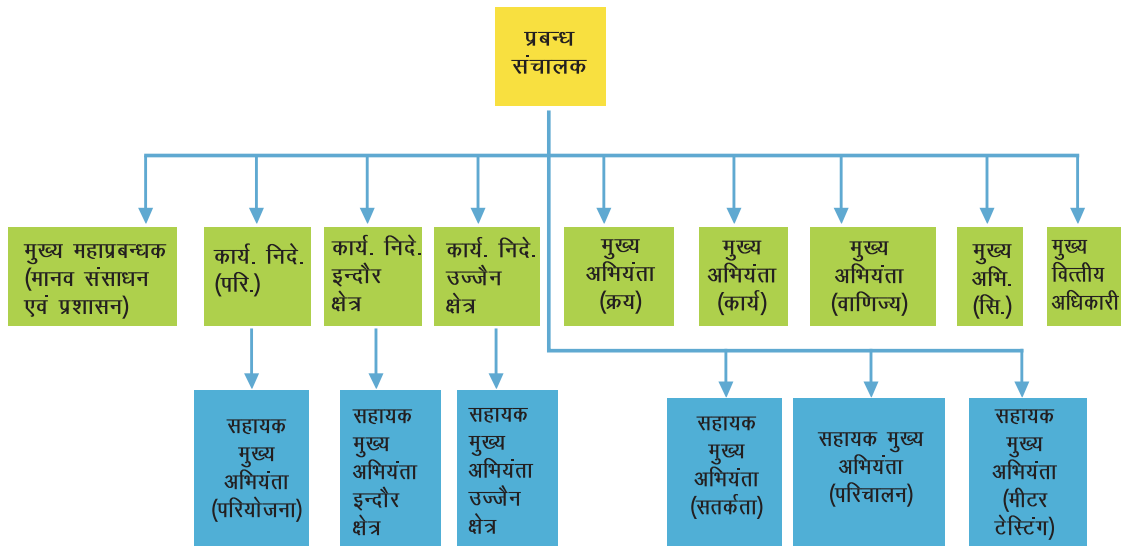 प्रबन्ध
संचालक
मुख्य महाप्रबन्धक
(मानव संसाधन
एवं प्रशासन)
कार्य. निदे.
(परि.)
कार्य. निदे.
इन्दौर
क्षेत्र
कार्य. निदे.
उज्जैन
क्षेत्र
मुख्य
अभियंता
(क्रय)
मुख्य
अभियंता
(कार्य)
मुख्य
अभियंता
(वाणिज्य)
मुख्य
अभि.
(सि.)
मुख्य
वित्तीय
अधिकारी
सहायक
मुख्य
अभियंता
(परियोजना)
सहायक
मुख्य
अभियंता
इन्दौर
क्षेत्र
सहायक
मुख्य
अभियंता
उज्जैन
क्षेत्र
सहायक
मुख्य
अभियंता
(सतर्कता)
सहायक मुख्य
अभियंता
(परिचालन)
सहायक
मुख्य
अभियंता
(मीटर
टेस्टिंग)